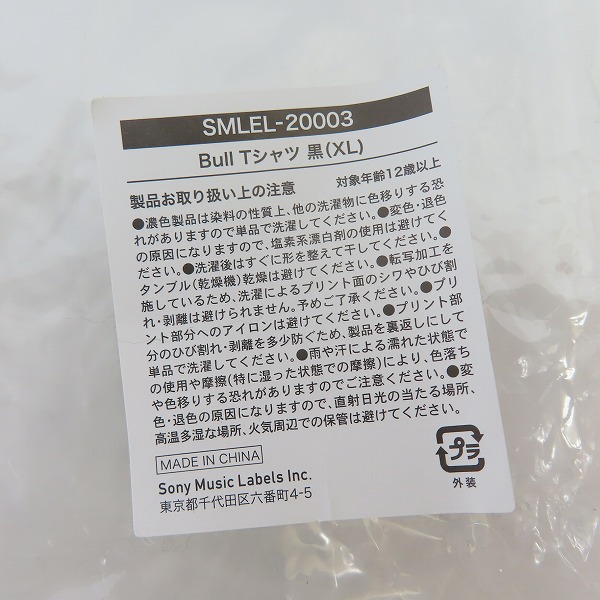 SMLEL-20003
Bull Tシャツ 黒(XL)
製品お取り扱い上の注意 対象年齢12歳以上
●濃色製品は染料の性質上、他の洗濯物に色移りする恐
れがありますので単品で洗濯してください。●変色・退色
の原因になりますので、塩素系漂白剤の使用は避けてく
ださい。●洗濯後はすぐに形を整えて干してください。●
タンブル(乾燥機)乾燥は避けてください。●転写加工を
施しているため、洗濯によるプリント面のシワやひび割
れ・剥離は避けられません。予めご了承ください。●プリ
ント部分へのアイロンは避けてください。●プリント部
分のひび割れ・剥離を多少防ぐため、製品を裏返しにして
単品で洗濯してください。●雨や汗による濡れた状態で
の使用や摩擦(特に湿った状態での摩擦)により、色落ち
や色移りする恐れがありますのでご注意ください。●変
色・退色の原因になりますので、直射日光の当たる場所、
高温多湿な場所、火気周辺での保管は避けてください。
MADE IN CHINA
Sony Music Labels Inc.
東京都千代田区六番町4-5
プラ
外装